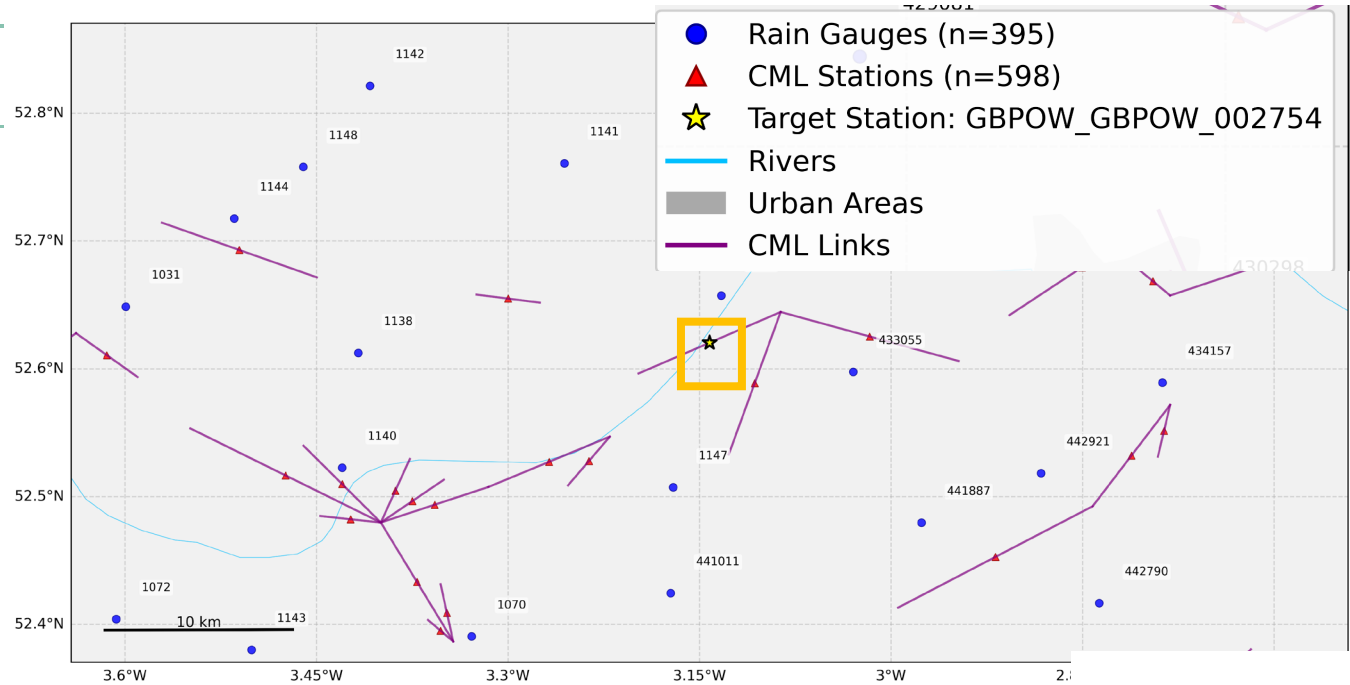 429081
Rain Gauges (n=395)
CML Stations (n=598)
Target Station: GBPOW_GBPOW_002754
Rivers
Urban Areas
CML Links
1142
52.8°N
1148
1141
1144
52.7°N
1031
430298
1138
433055
434157
52.6°N
1140
1147
442921
52.5°N
441887
441011
442790
1072
1070
1143
10 km
52.4°N
3.6°W
3.45°W
3.3°W
3.15°W
3°W